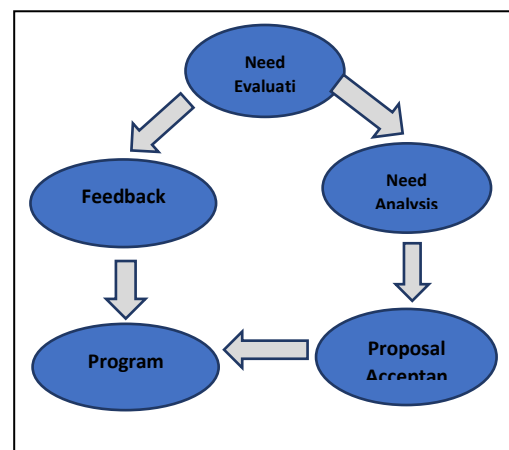 Need
Evaluati
Feedback
Need
Analysis
Program
Proposal
Acceptan